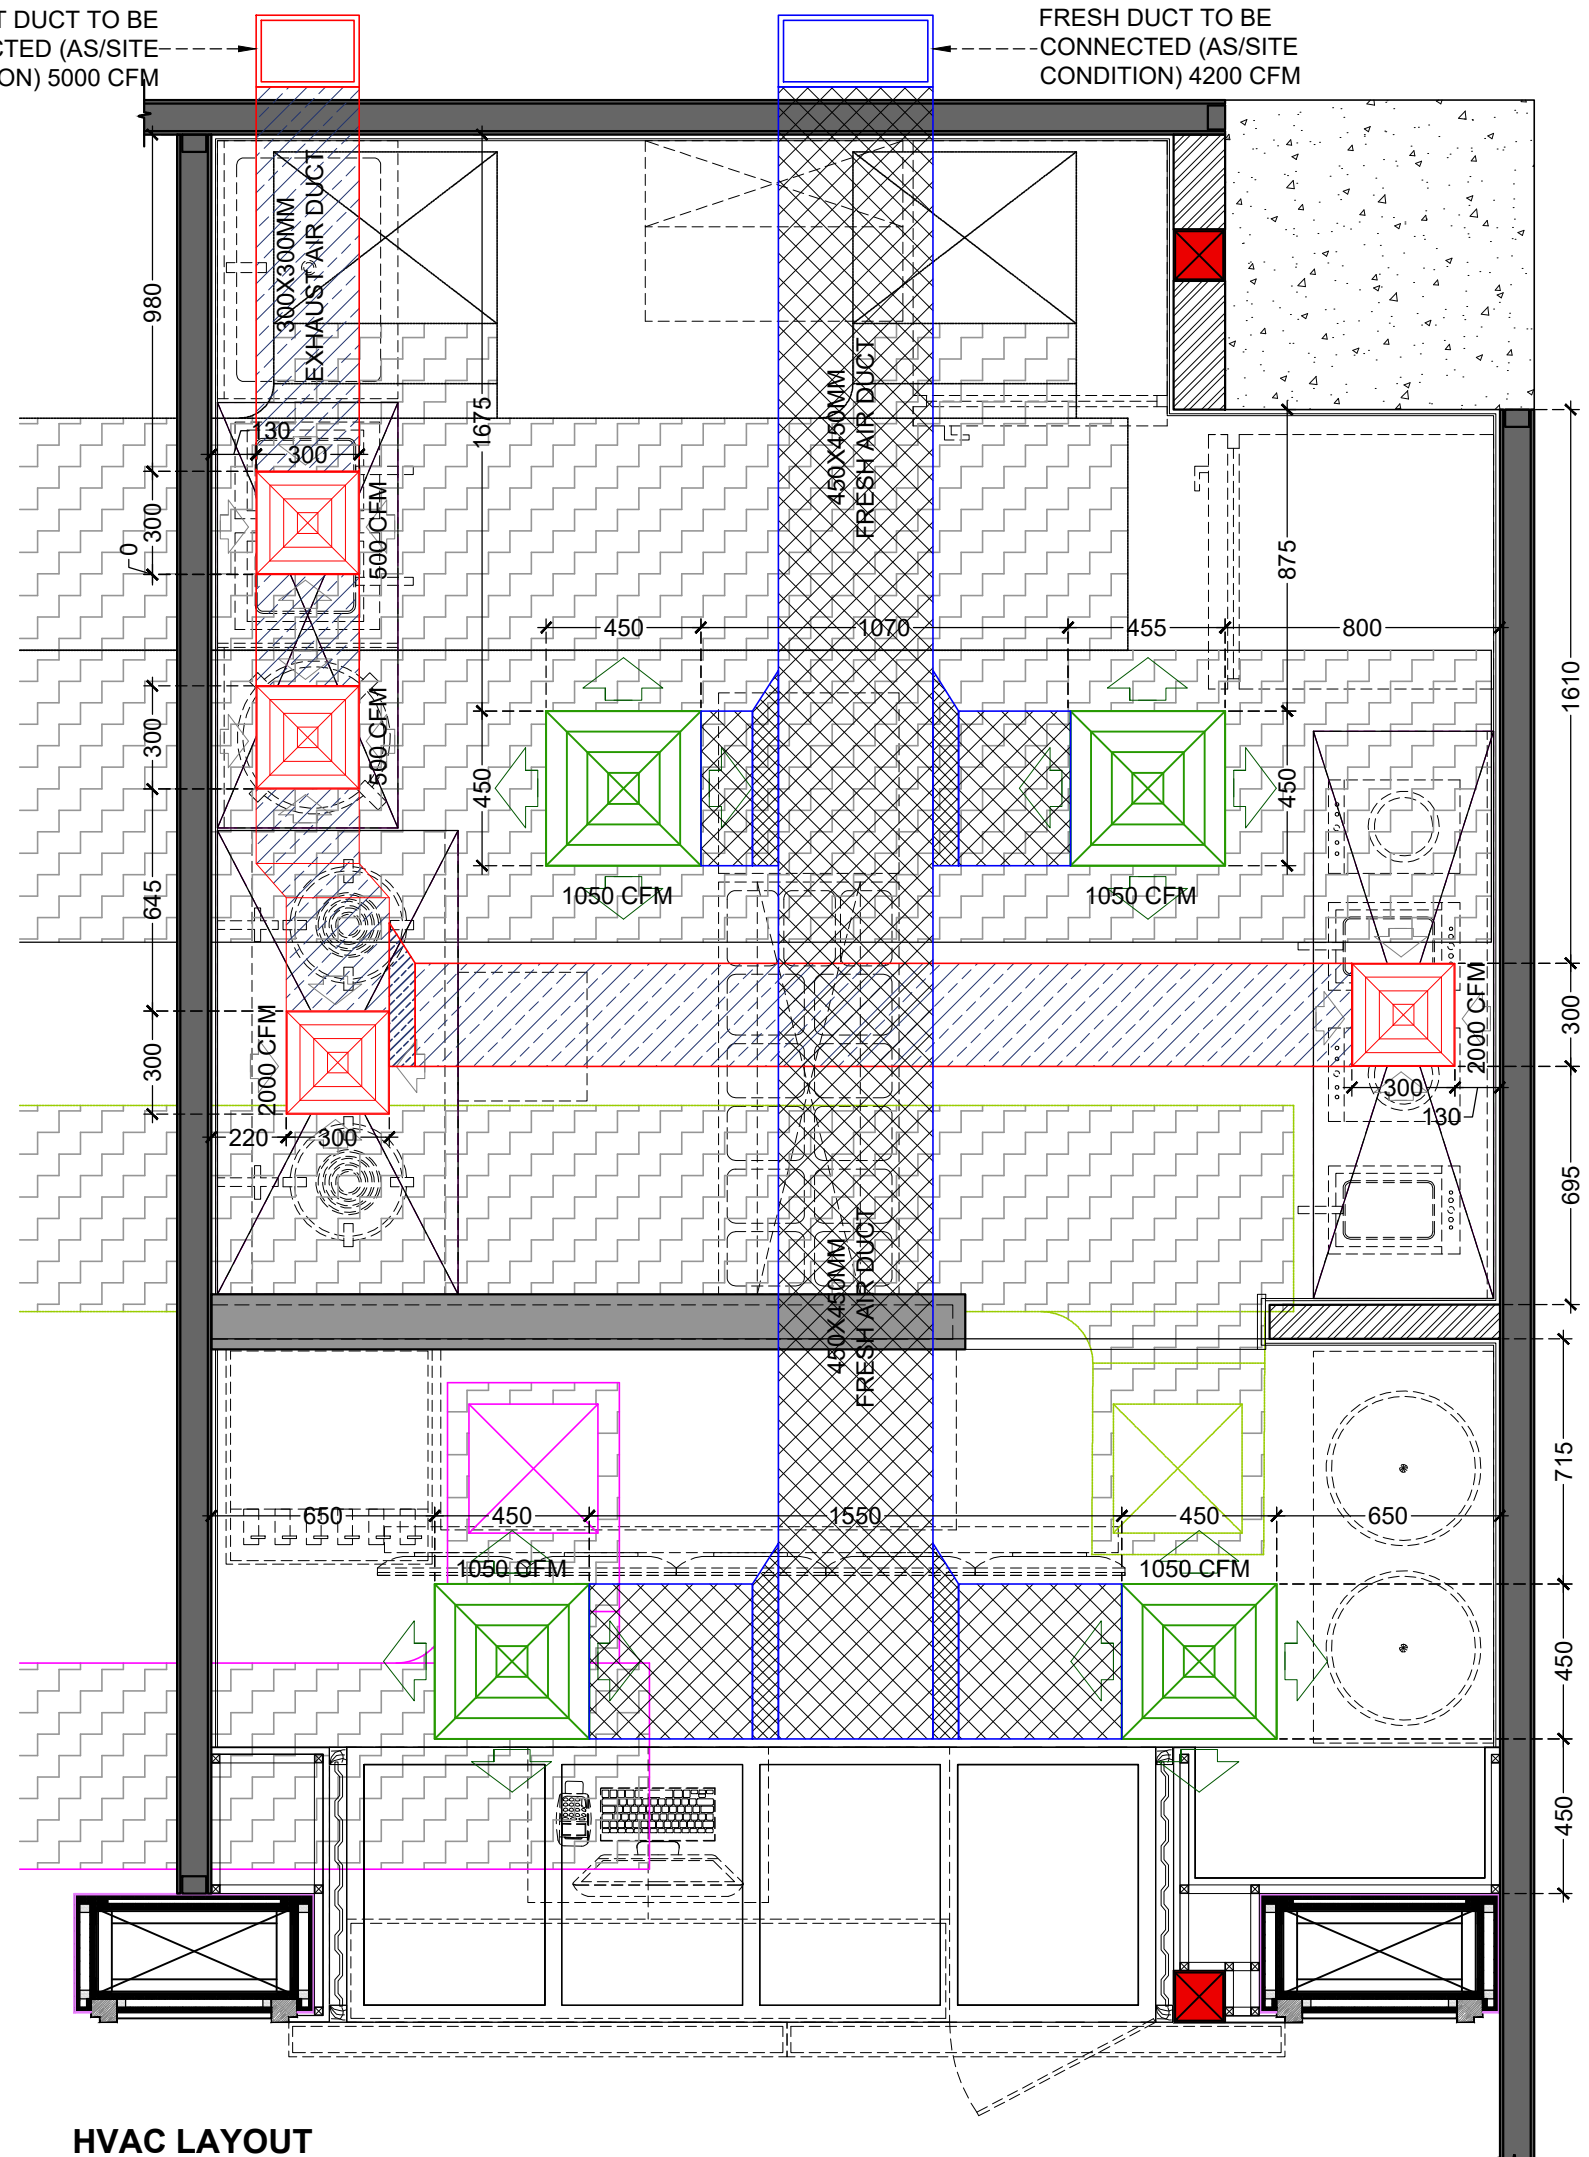 T DUCT TO BE
CTED (AS/SITE
ON) 5000 CFM
FRESH DUCT TO BE
CONNECTED (AS/SITE
CONDITION) 4200 CFM
300X300MM
EXHAUST AIR DUCT
980
1675
450X450MM
FRESH AIR DUCT
130
300
300
0
500 CFM
875
450
1070
455
800
1610
300
500 CFM
450
450
645
1050 CFM
1050 CFM
300
2000 CFM
2000 CFM
300
300
130
220
300
695
450X450MM
FRESH AIR DUCT
715
650
450
1550
450
650
1050 CFM
1050 CFM
450
450
HVAC LAYOUT